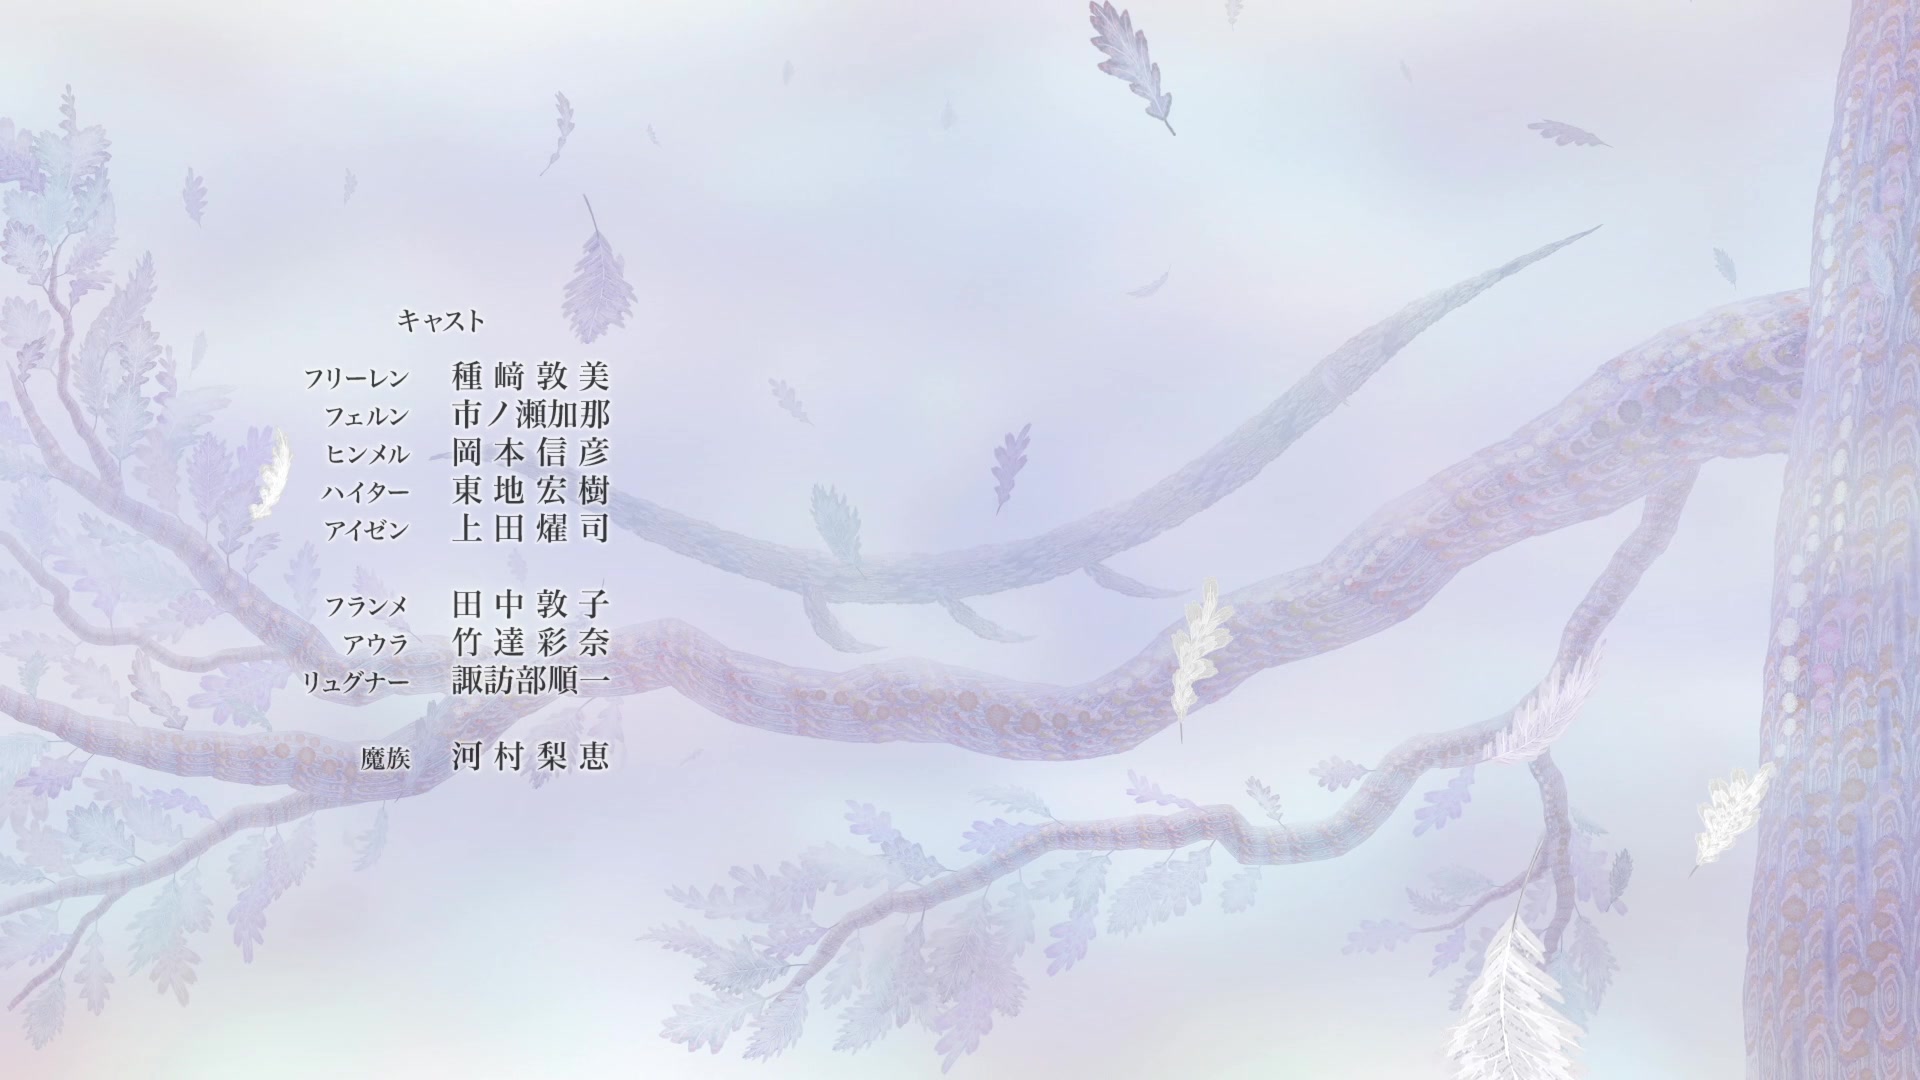 キャスト
フリーレン 種﨑敦美
フェルン 市ノ瀬加那
ヒンメル 岡本信彦
ハイター 東地宏樹
アイゼン 上田燿司
フランメ 田中敦子
アウラ 竹達彩奈
リュグナー 諏訪部順一
魔族 河村梨恵